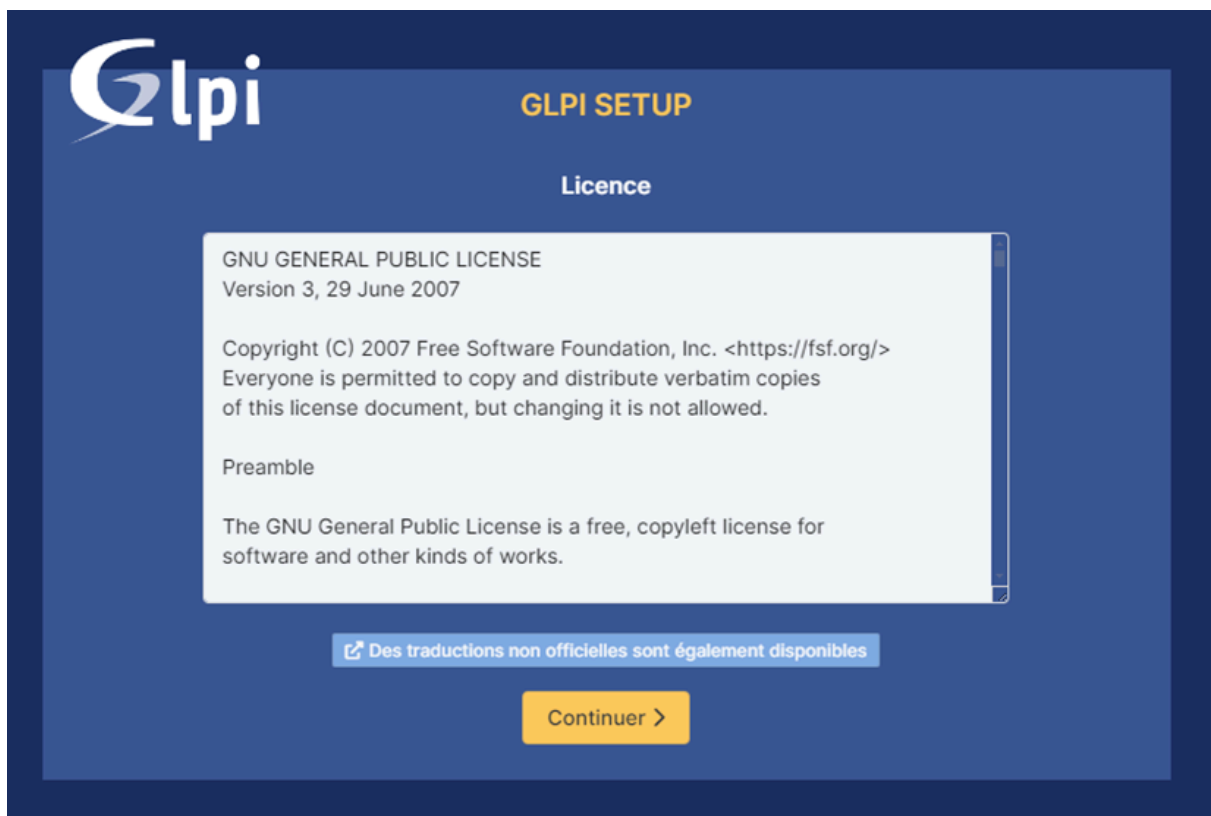 Glpi
GLPI SETUP
Licence
GNU GENERAL PUBLIC LICENSE
Version 3, 29 June 2007
Copyright (C) 2007 Free Software Foundation, Inc. <https://fsf.org/>
Everyone is permitted to copy and distribute verbatim copies
of this license document, but changing it is not allowed.
Preamble
The GNU General Public License is a free, copyleft license for
software and other kinds of works.
Des traductions non officielles sont également disponibles
Continuer